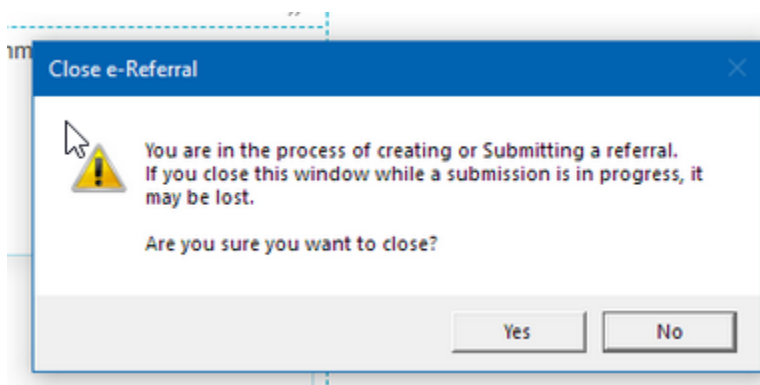 Close e-Referral
You are in the process of creating or Submitting a referral.
If you close this window while a submission is in progress, it
may be lost.
Are you sure you want to close?
Yes
No